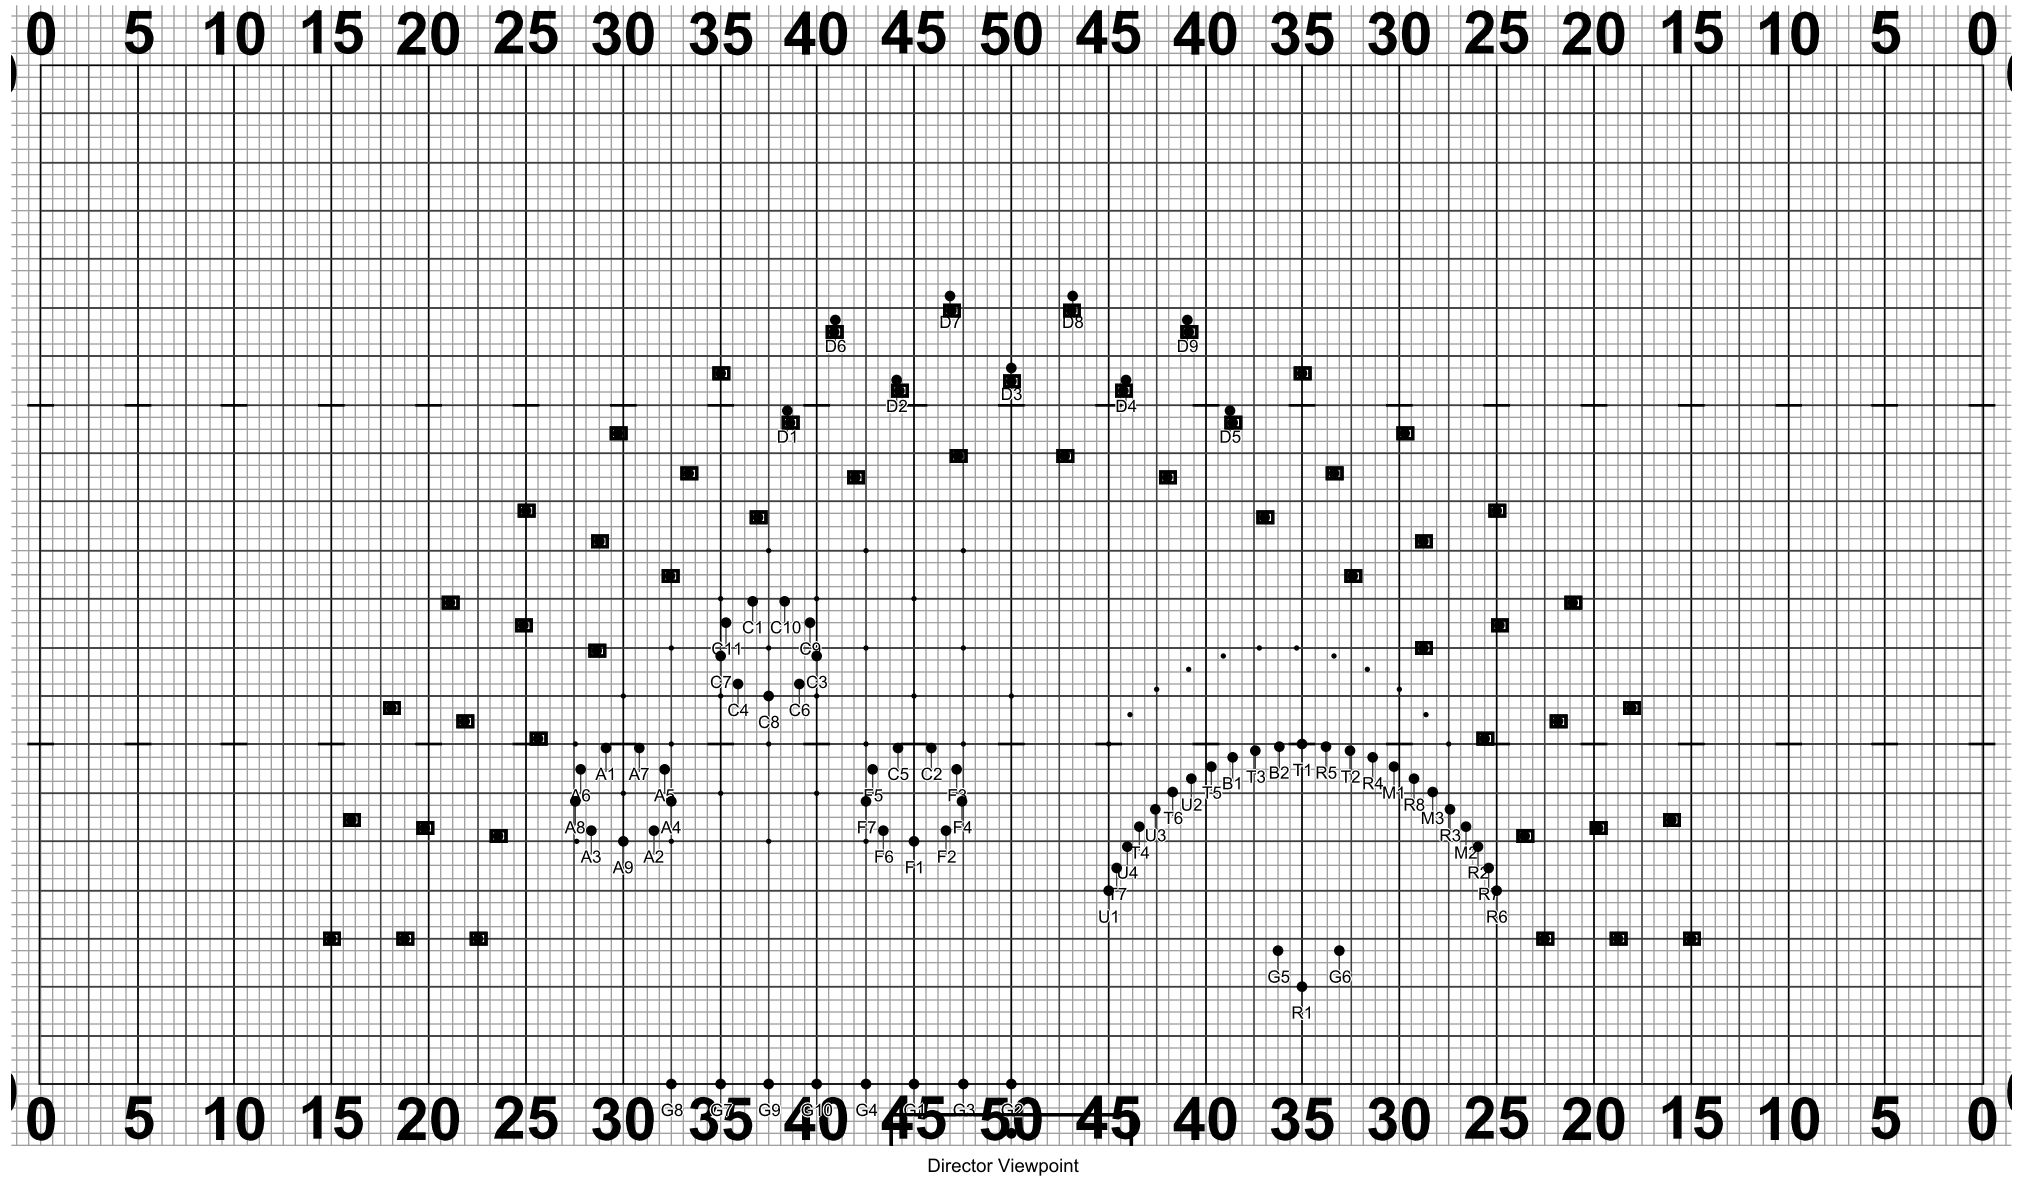 0 5 10 15 20 25 30 35 40 45 50 45 40 35 30 25 20 15 10 5 0
D7 D8
D6 D9
D3
D2 D4
D1 D5
C1 C10
C11 C9
C7 C3
C4 C6
C8
A1 A7 C5 C2 T3 B2 T1 R5 T2
B1 R4
A6 A5 F5 F3 T5 M1
U2 R8
T6 M3
A8 A4 F7 F4 U3 R3
A3 A2 F6 F2 T4 M2
A9 F1 U4 R2
T7 R7
U1 R6
G5 G6
R1
G8 G7 G9 G10 G4 G1 G3 G2
0 5 10 15 20 25 30 35 40 45 50 45 40 35 30 25 20 15 10 5 0
Director Viewpoint